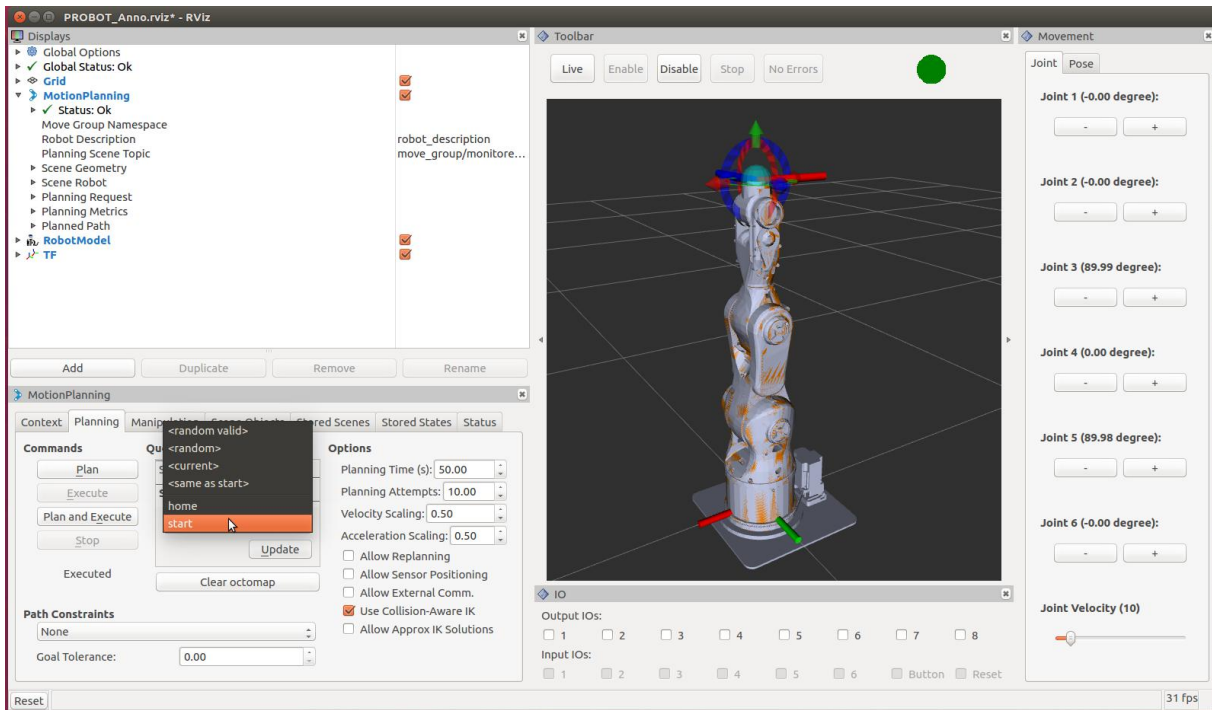 PROBOT_Anno.rviz* - RViz
Displays
Global Options
Global Status: Ok
Grid
MotionPlanning
Status: Ok
Move Group Namespace
Robot Description robot_description
Planning Scene Topic move_group/monitore...
Scene Geometry
Scene Robot
Planning Request
Planning Metrics
Planned Path
RobotModel
TF
Add Duplicate Remove Rename
MotionPlanning
Context Planning Scenes Stored States Status
Commands
Plan
Execute
Plan and Execute
Stop
Executed
<random valid>
<random>
<current>
<same as start>
home
start
Update
Clear octomap
Options
Planning Time (s): 50.00
Planning Attempts: 10.00
Velocity Scaling: 0.50
Acceleration Scaling: 0.50
Allow Replanning
Allow Sensor Positioning
Allow External Comm.
Use Collision-Aware IK
Allow Approx IK Solutions
Path Constraints
None
Goal Tolerance: 0.00
Reset
Toolbar
Live Enable Disable Stop No Errors
IO
Output IOs:
1 2 3 4 5 6 7 8
Input IOs:
1 2 3 4 5 6 Button Reset
Movement
Joint Pose
Joint 1 (-0.00 degree):
- +
Joint 2 (-0.00 degree):
- +
Joint 3 (89.99 degree):
- +
Joint 4 (0.00 degree):
- +
Joint 5 (89.98 degree):
- +
Joint 6 (-0.00 degree):
- +
Joint Velocity (10)
31 fps